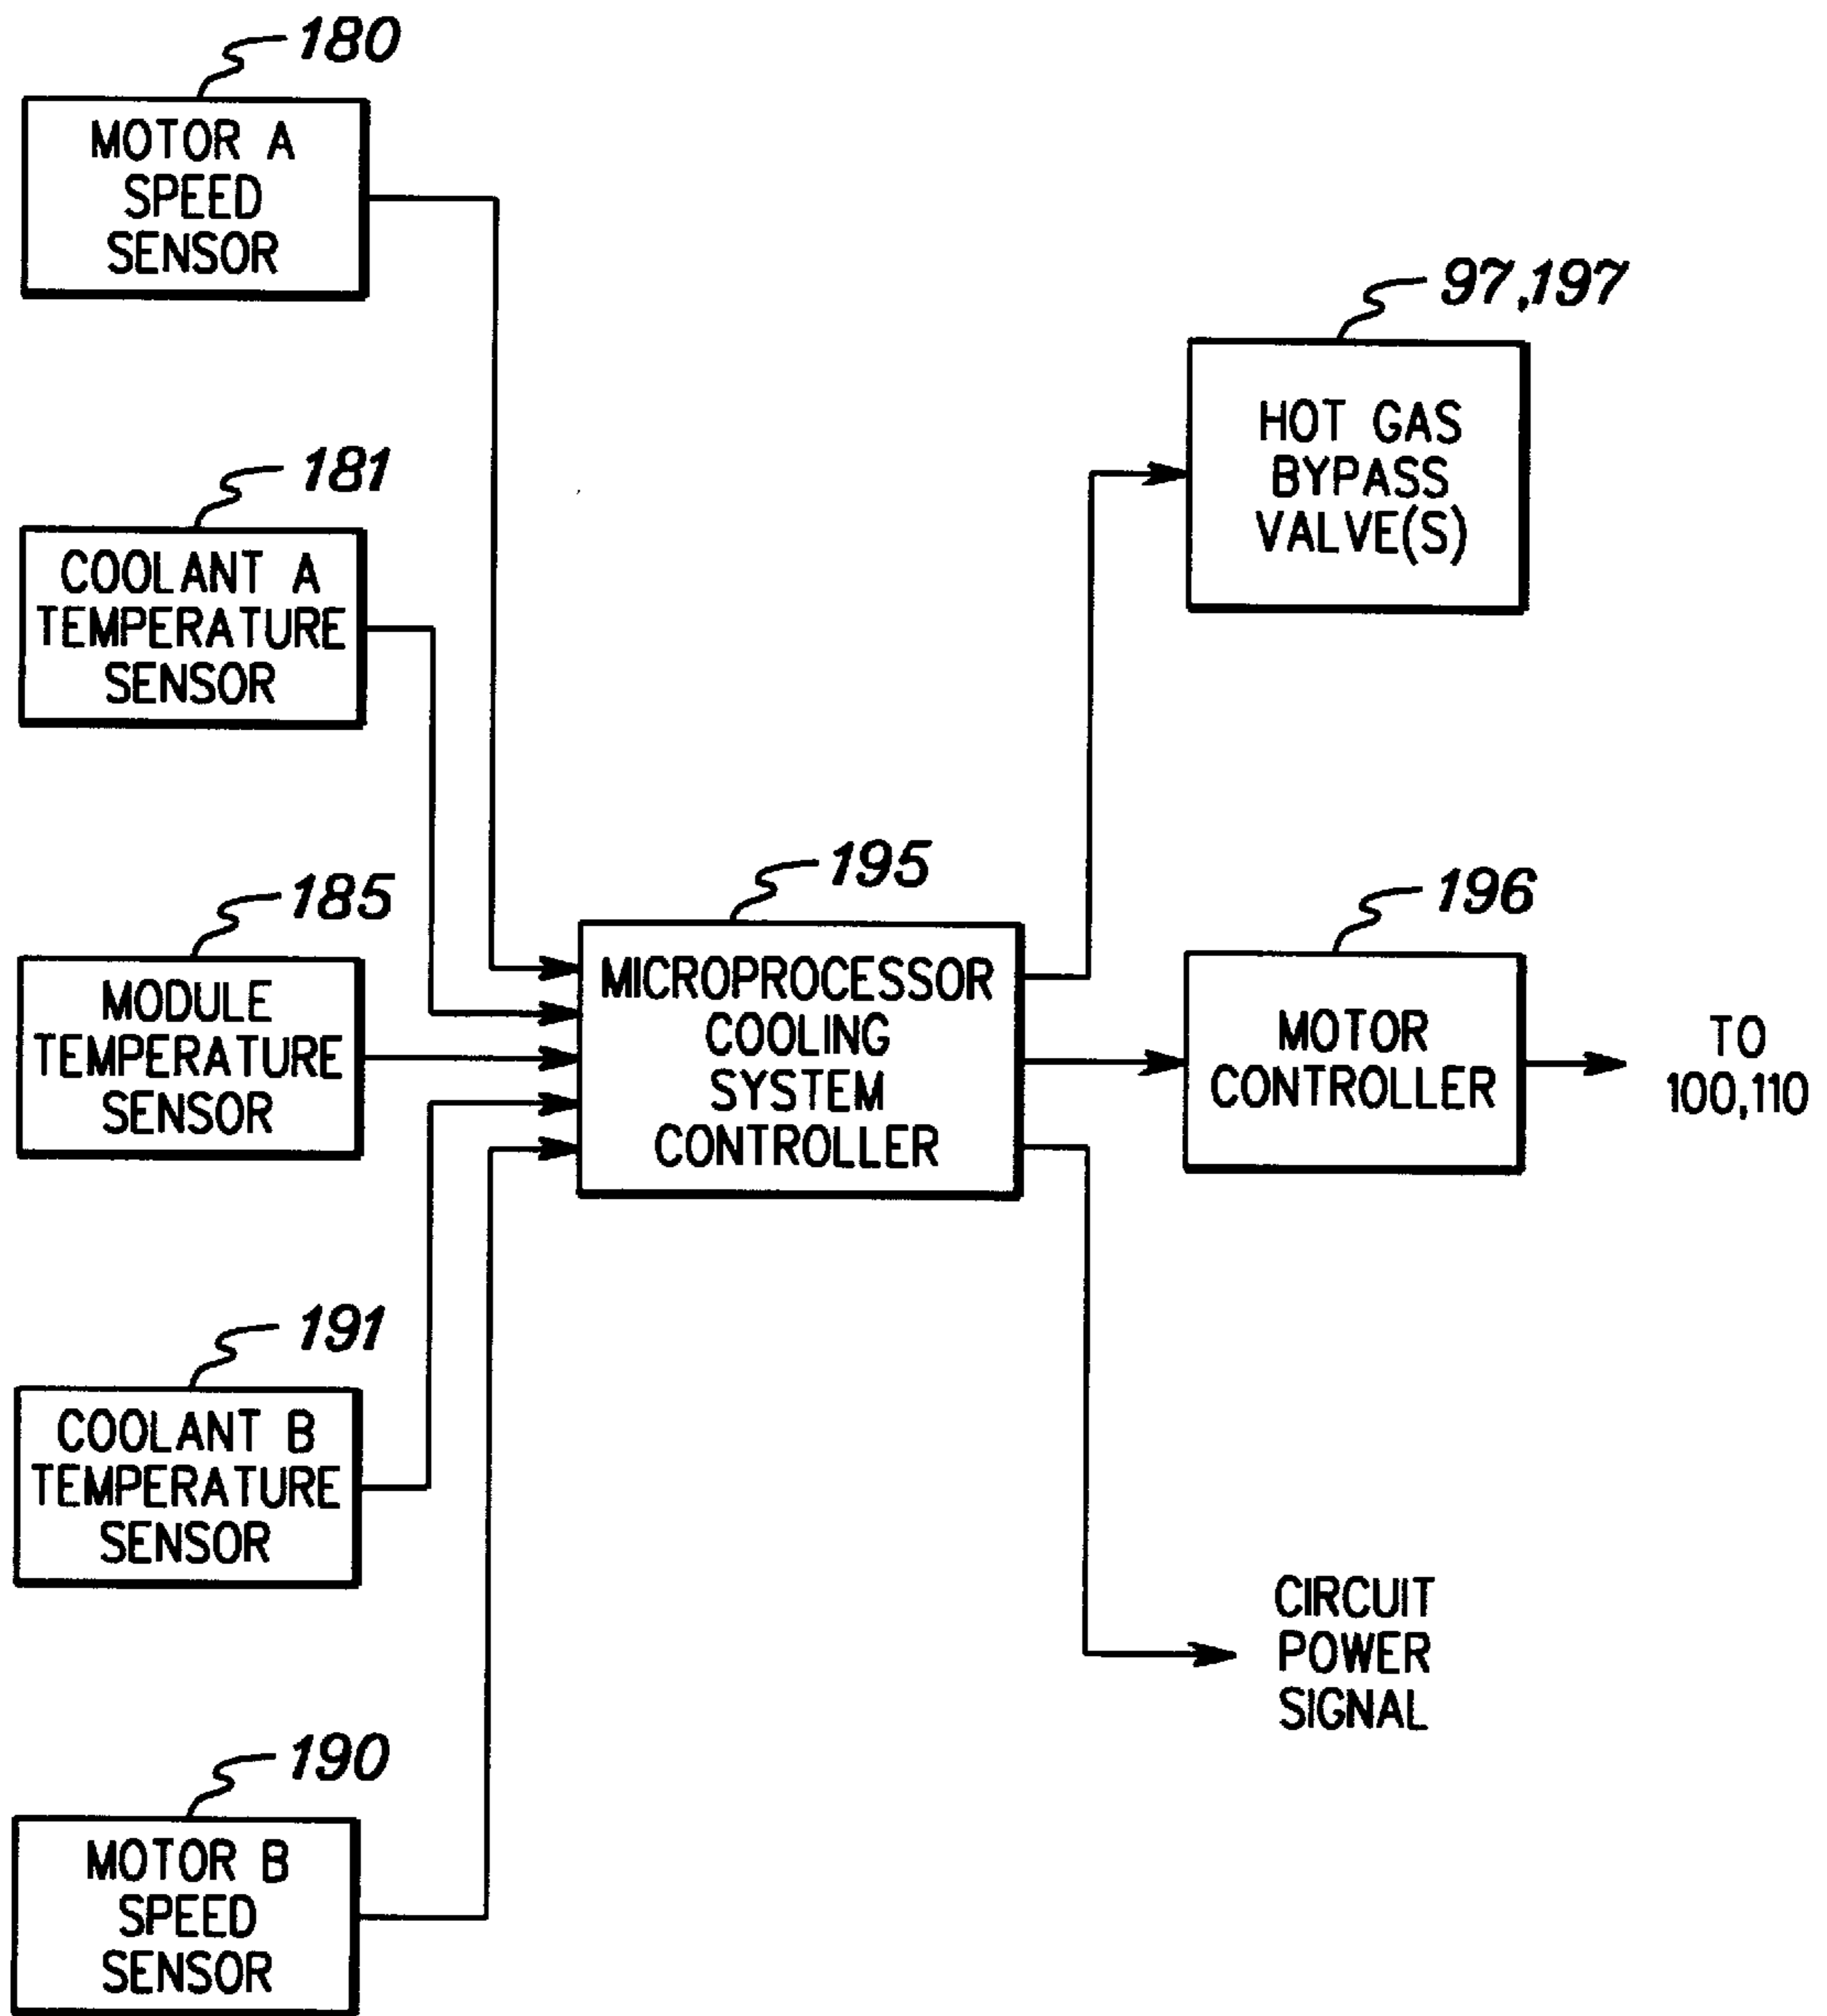 180
MOTOR A
SPEED
SENSOR
97,197
HOT GAS
BYPASS
VALVE(S)
181
COOLANT A
TEMPERATURE
SENSOR
195
MICROPROCESSOR
COOLING
SYSTEM
CONTROLLER
185
MODULE
TEMPERATURE
SENSOR
196
MOTOR
CONTROLLER
TO
100,110
191
COOLANT B
TEMPERATURE
SENSOR
CIRCUIT
POWER
SIGNAL
190
MOTOR B
SPEED
SENSOR